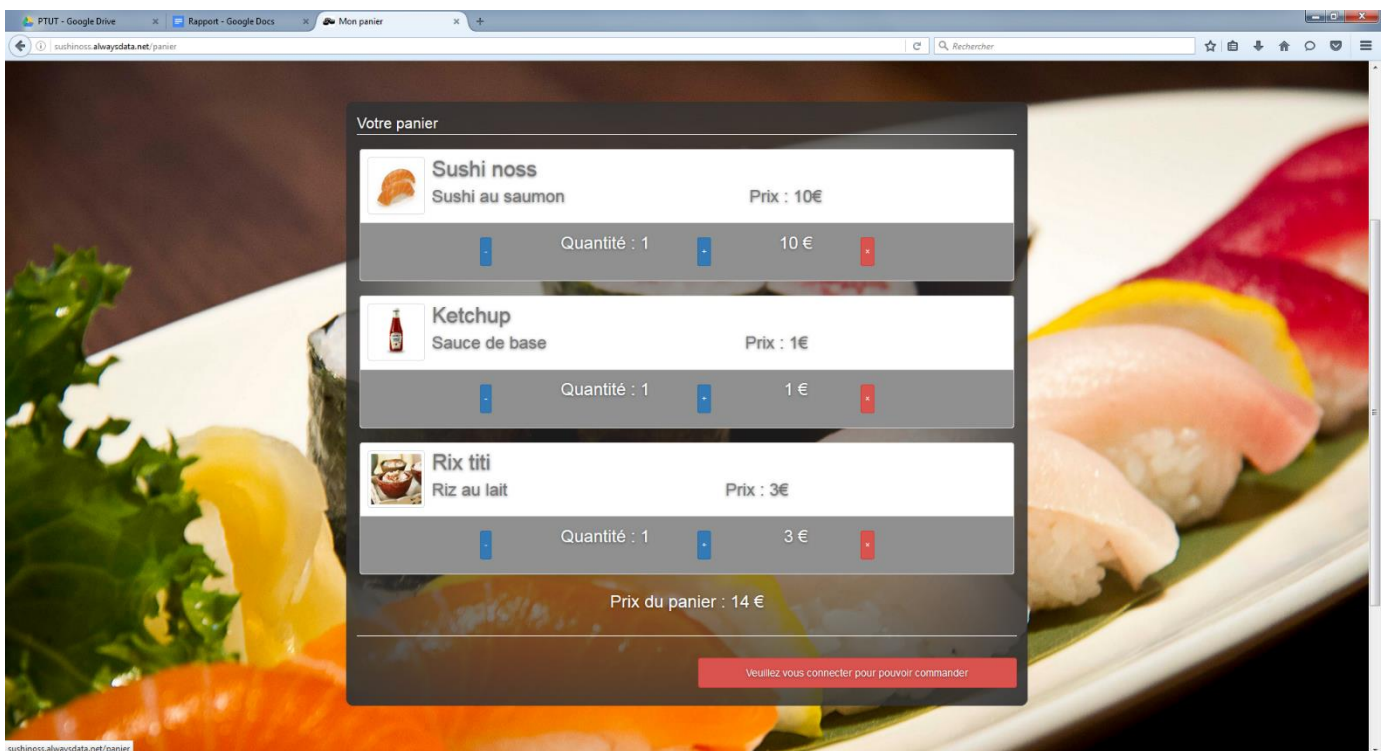 PTUT - Google Drive
Rapport - Google Docs
Mon panier
sushinoss.alwaysdata.net/panier
Rechercher
Votre panier
Sushi noss
Sushi au saumon Prix : 10€
- Quantité : 1 + 10 € x
Ketchup
Sauce de base Prix : 1€
- Quantité : 1 + 1 € x
Rix titi
Riz au lait Prix : 3€
- Quantité : 1 + 3 € x
Prix du panier : 14 €
Veuillez vous connecter pour pouvoir commander
sushinoss.alwaysdata.net/panier